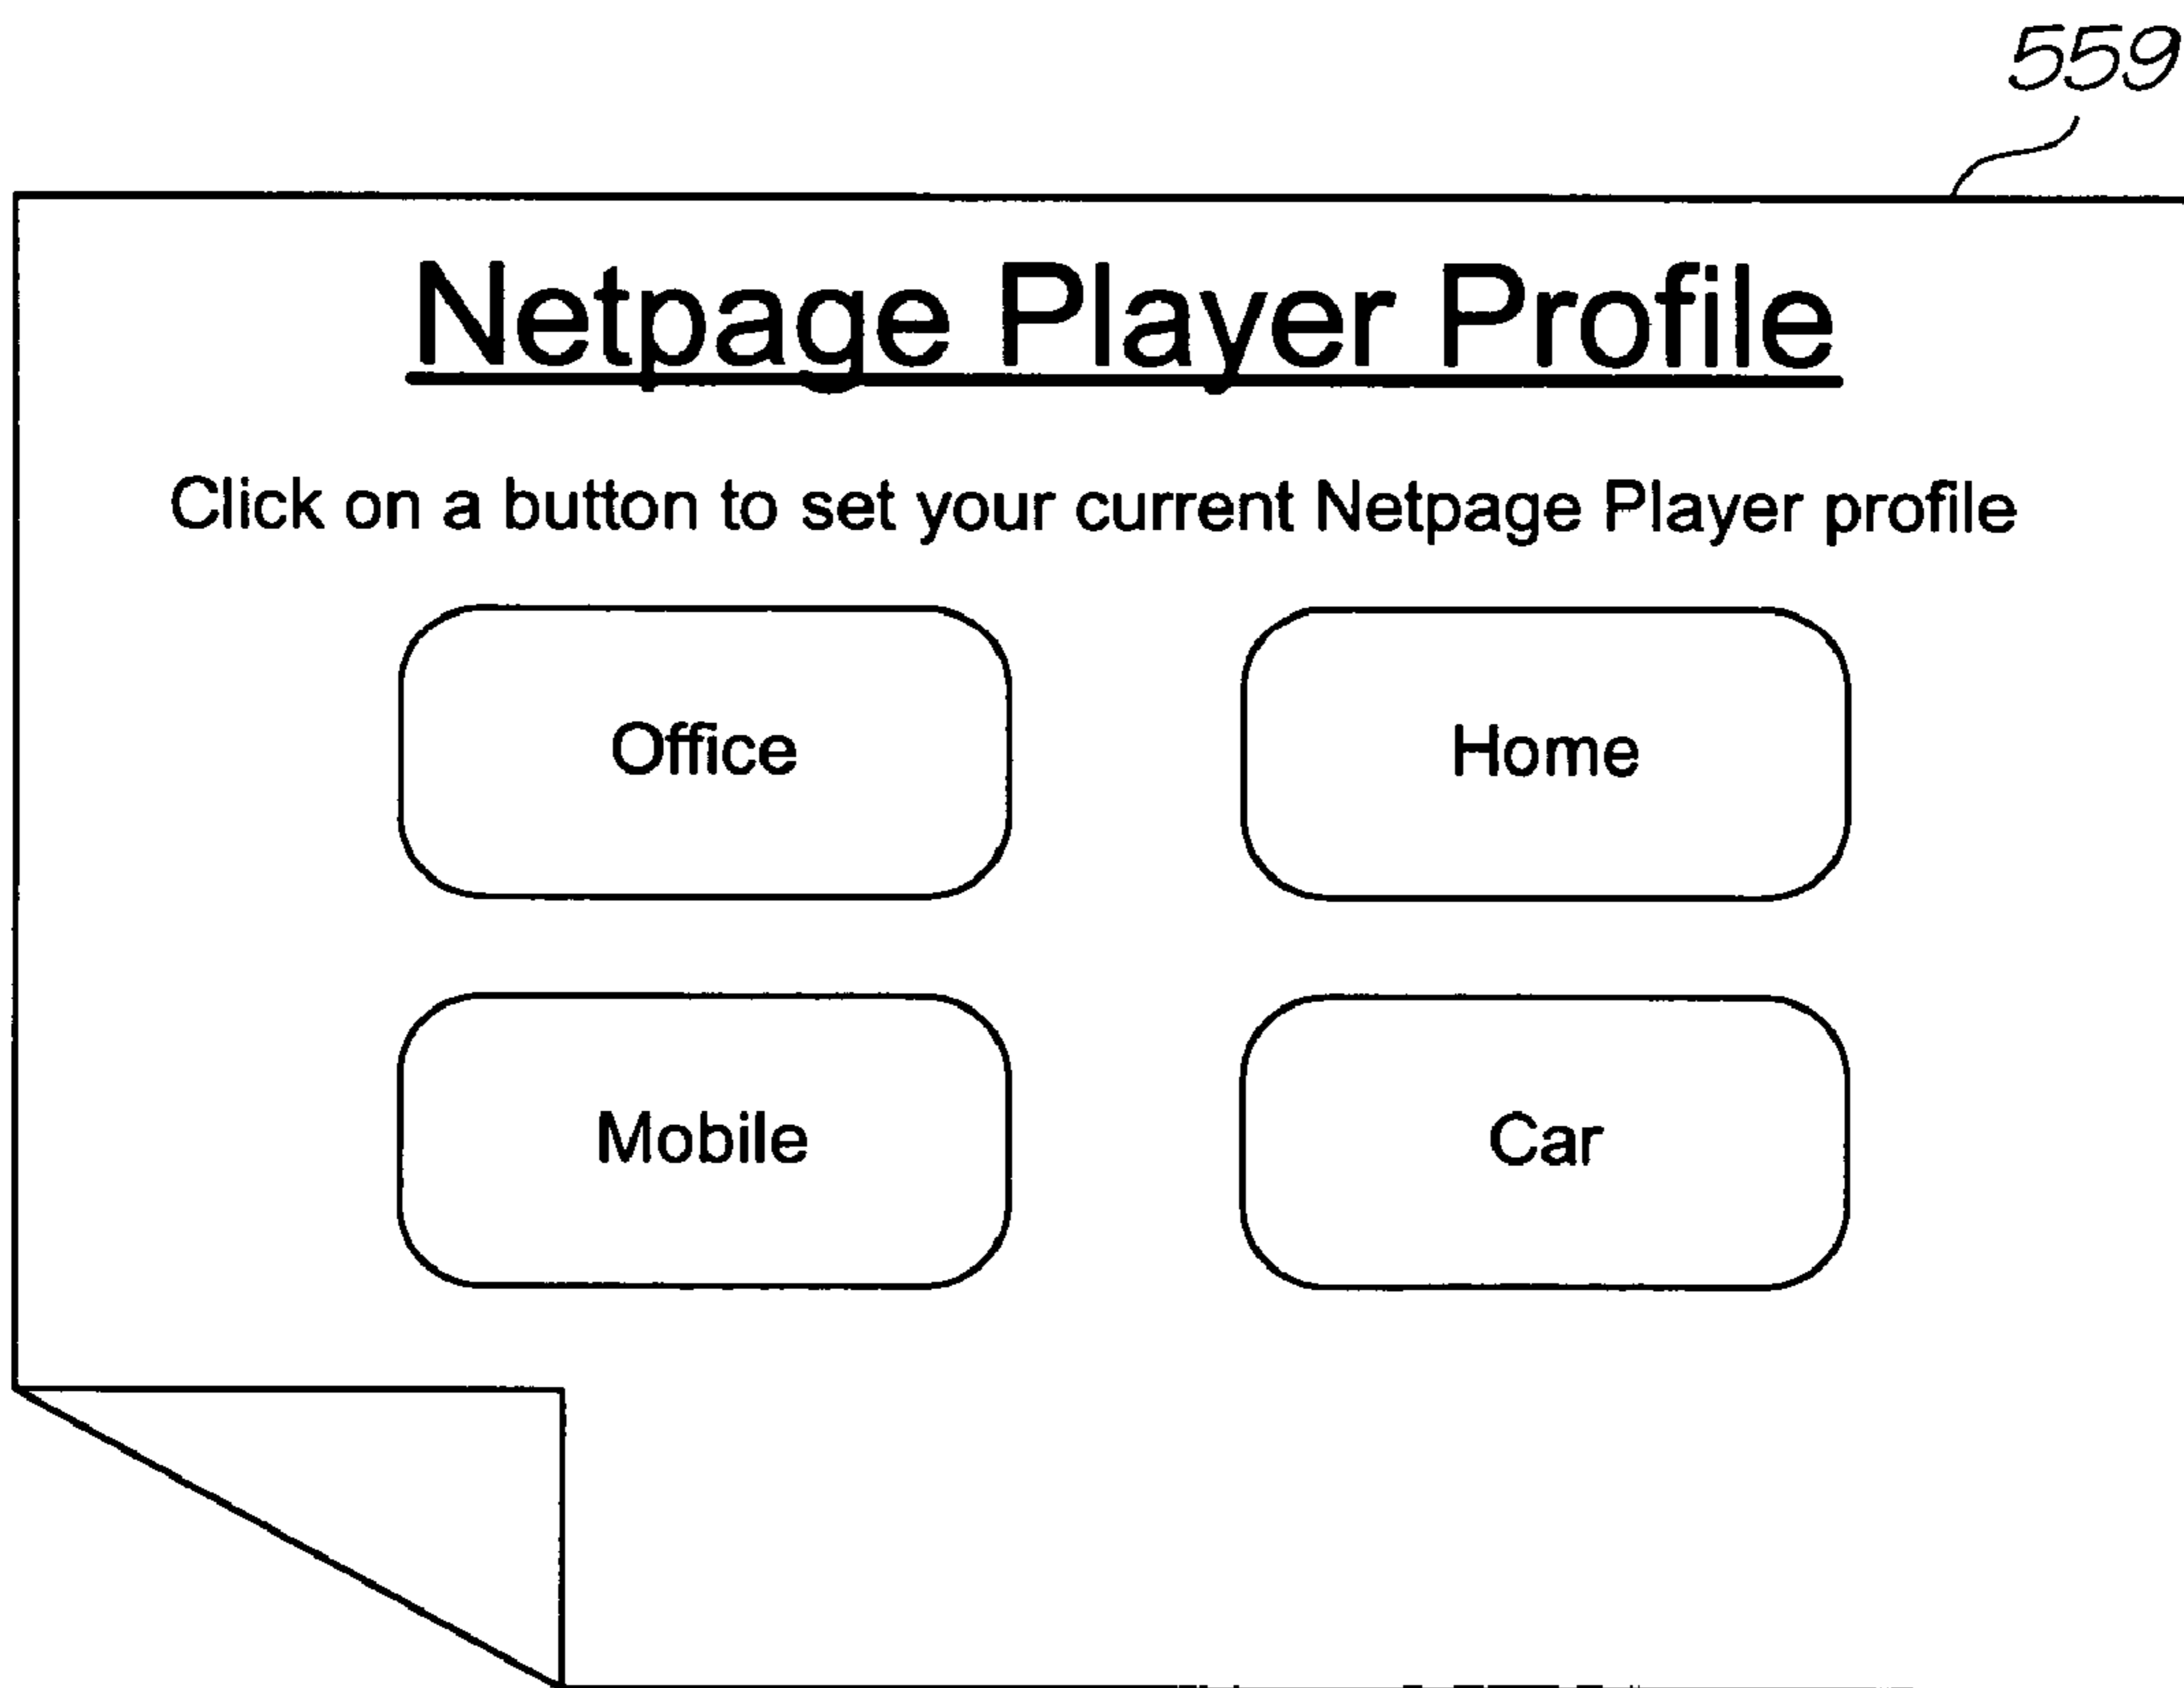 559
Netpage Player Profile
Click on a button to set your current Netpage Player profile
Office
Home
Mobile
Car